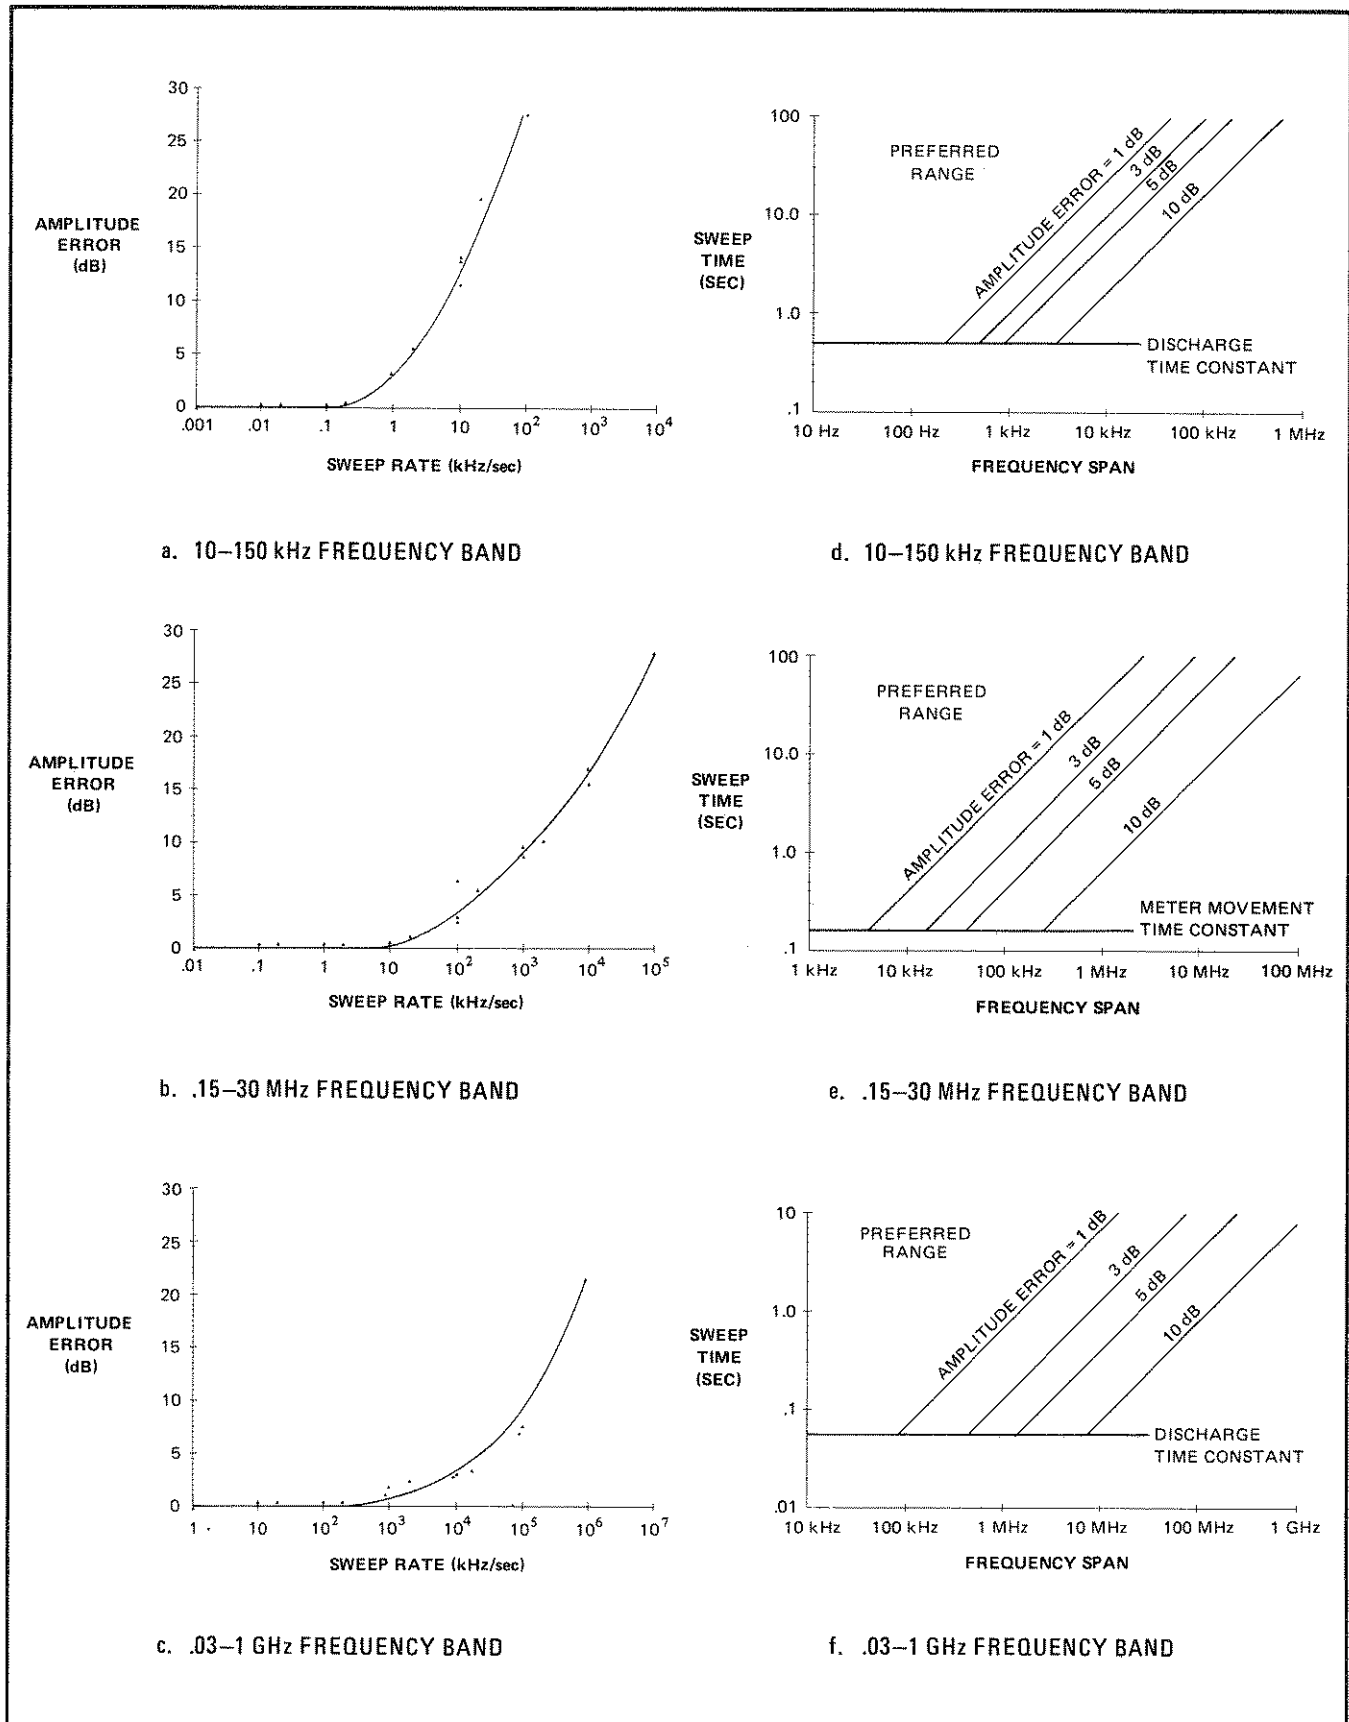 30
25
20
15
10
5
0
AMPLITUDE
ERROR
(dB)
.001 .01 .1 1 10 10² 10³ 10⁴
SWEEP RATE (kHz/sec)
a. 10–150 kHz FREQUENCY BAND
100
10.0
1.0
.1
SWEEP
TIME
(SEC)
PREFERRED
RANGE
AMPLITUDE ERROR = 1 dB
3 dB
5 dB
10 dB
DISCHARGE
TIME CONSTANT
10 Hz 100 Hz 1 kHz 10 kHz 100 kHz 1 MHz
FREQUENCY SPAN
d. 10–150 kHz FREQUENCY BAND
30
25
20
15
10
5
0
AMPLITUDE
ERROR
(dB)
.01 .1 1 10 10² 10³ 10⁴ 10⁵
SWEEP RATE (kHz/sec)
b. .15–30 MHz FREQUENCY BAND
100
10.0
1.0
.1
SWEEP
TIME
(SEC)
PREFERRED
RANGE
AMPLITUDE ERROR = 1 dB
3 dB
5 dB
10 dB
METER MOVEMENT
TIME CONSTANT
1 kHz 10 kHz 100 kHz 1 MHz 10 MHz 100 MHz
FREQUENCY SPAN
e. .15–30 MHz FREQUENCY BAND
30
25
20
15
10
5
0
AMPLITUDE
ERROR
(dB)
1 10 10² 10³ 10⁴ 10⁵ 10⁶ 10⁷
SWEEP RATE (kHz/sec)
c. .03–1 GHz FREQUENCY BAND
10
1.0
.1
.01
SWEEP
TIME
(SEC)
PREFERRED
RANGE
AMPLITUDE ERROR = 1 dB
3 dB
5 dB
10 dB
DISCHARGE
TIME CONSTANT
10 kHz 100 kHz 1 MHz 10 MHz 100 MHz 1 GHz
FREQUENCY SPAN
f. .03–1 GHz FREQUENCY BAND